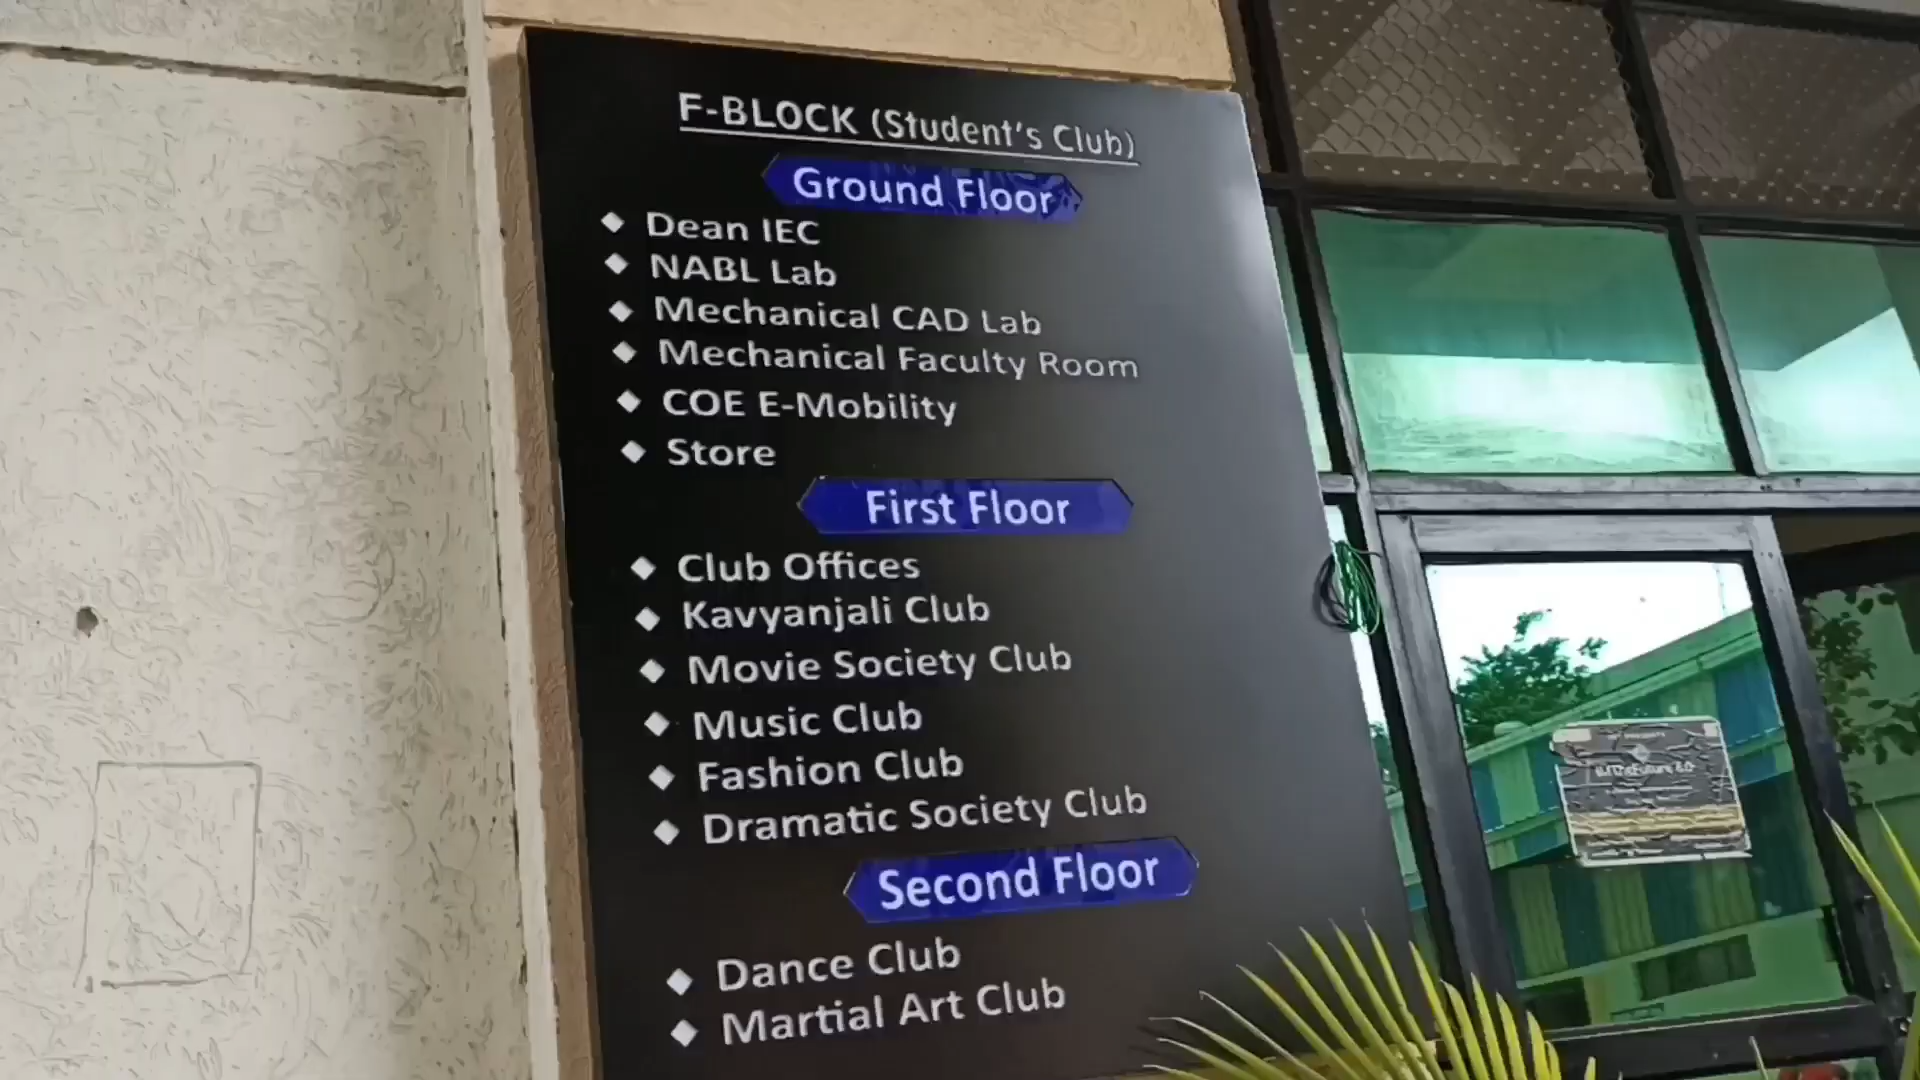 F-BLOCK (Student's Club)
Ground Floor
Dean IEC
NABL Lab
Mechanical CAD Lab
Mechanical Faculty Room
COE E-Mobility
Store
First Floor
Club Offices
Kavyanjali Club
Movie Society Club
Music Club
Fashion Club
Dramatic Society Club
Second Floor
Dance Club
Martial Art Club